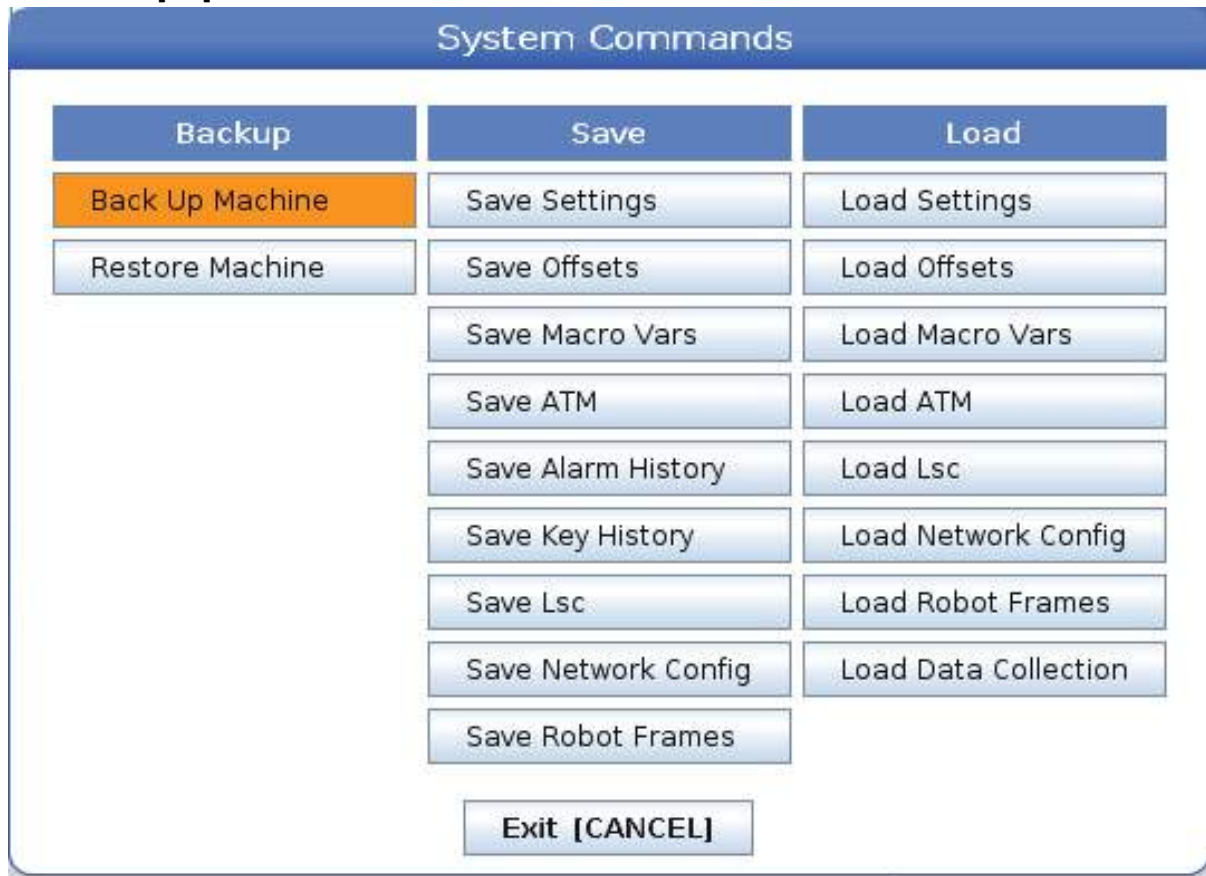 System Commands
Backup Save Load
Back Up Machine Save Settings Load Settings
Restore Machine Save Offsets Load Offsets
Save Macro Vars Load Macro Vars
Save ATM Load ATM
Save Alarm History Load Lsc
Save Key History Load Network Config
Save Lsc Load Robot Frames
Save Network Config Load Data Collection
Save Robot Frames
Exit [CANCEL]